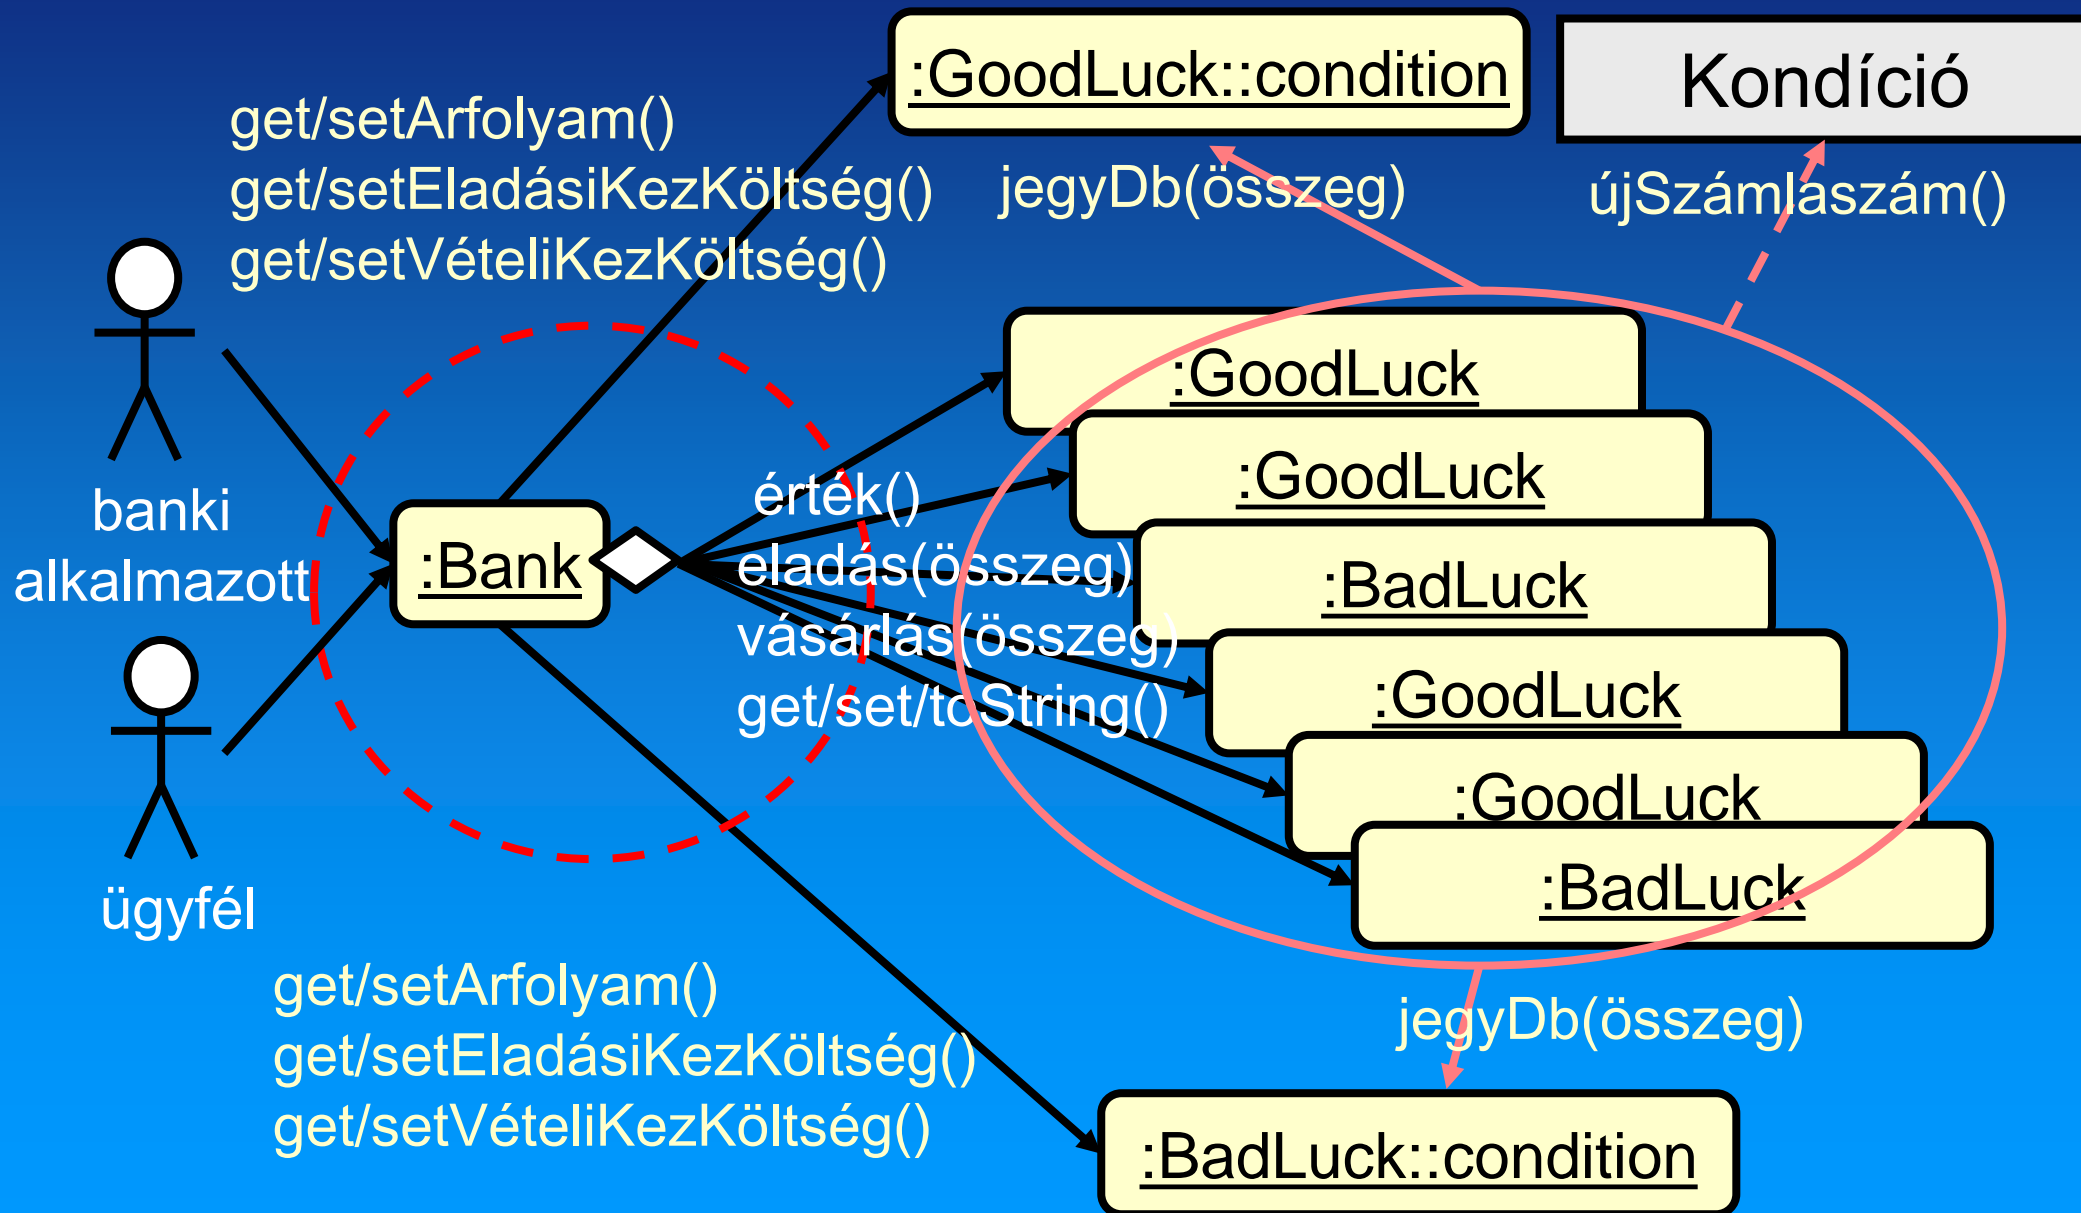 :GoodLuck::condition
Kondíció
get/setArfolyam()
get/setEladásiKezKöltség()
get/setVételiKezKöltség()
jegyDb(összeg)
újSzámlaszám()
:GoodLuck
:GoodLuck
:BadLuck
:GoodLuck
:GoodLuck
:BadLuck
banki
alkalmazott
:Bank
érték()
eladás(összeg)
vásárlás(összeg)
get/set/toString()
ügyfél
get/setArfolyam()
get/setEladásiKezKöltség()
get/setVételiKezKöltség()
jegyDb(összeg)
:BadLuck::condition